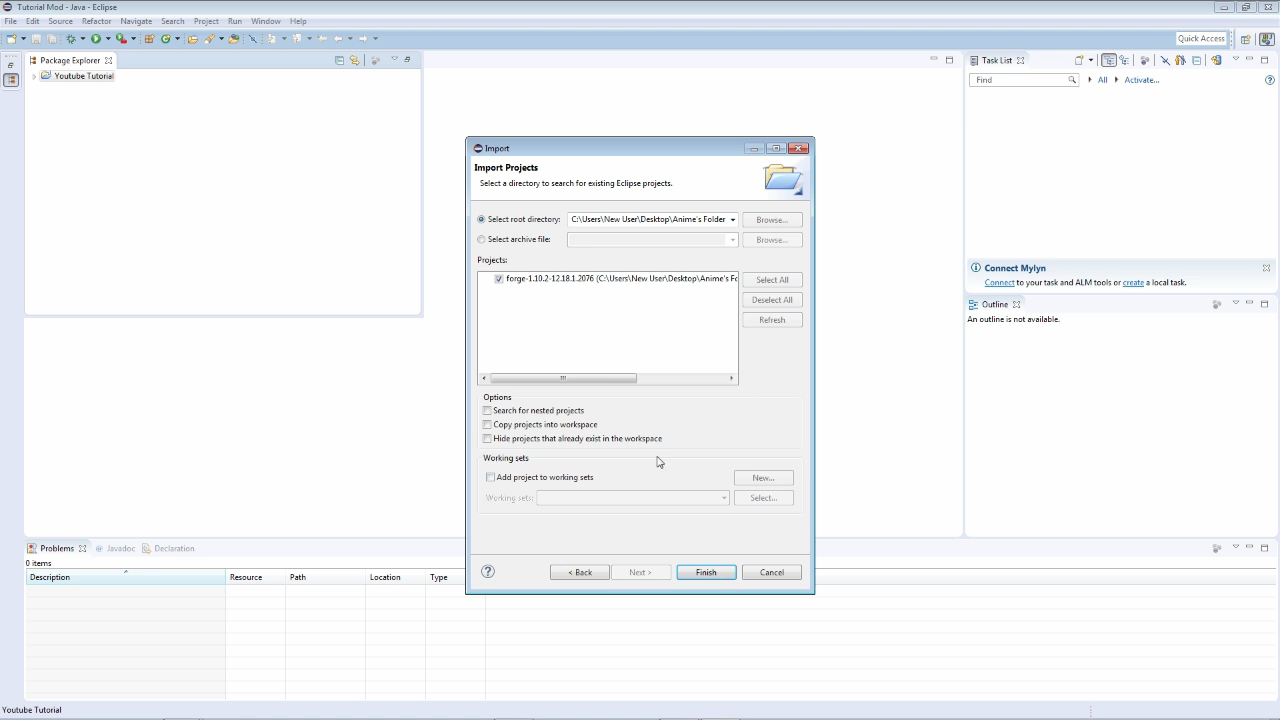 Tutorial Mod - Java - Eclipse
File Edit Source Refactor Navigate Search Project Run Window Help
Quick Access
Package Explorer
Youtube Tutorial
Task List
Find
All
Activate...
Import
Import Projects
Select a directory to search for existing Eclipse projects.
Select root directory: C:\Users\New User\Desktop\Anime's Folder Browse...
Select archive file: Browse...
Projects:
forge-1.10.2-12.18.1.2076 (C:\Users\New User\Desktop\Anime's Fo
Select All
Deselect All
Refresh
Options
Search for nested projects
Copy projects into workspace
Hide projects that already exist in the workspace
Working sets
Add project to working sets New...
Working sets: Select...
< Back Next > Finish Cancel
Connect Mylyn
Connect to your task and ALM tools or create a local task.
Outline
An outline is not available.
Problems Javadoc Declaration
0 items
Description Resource Path Location Type
Youtube Tutorial